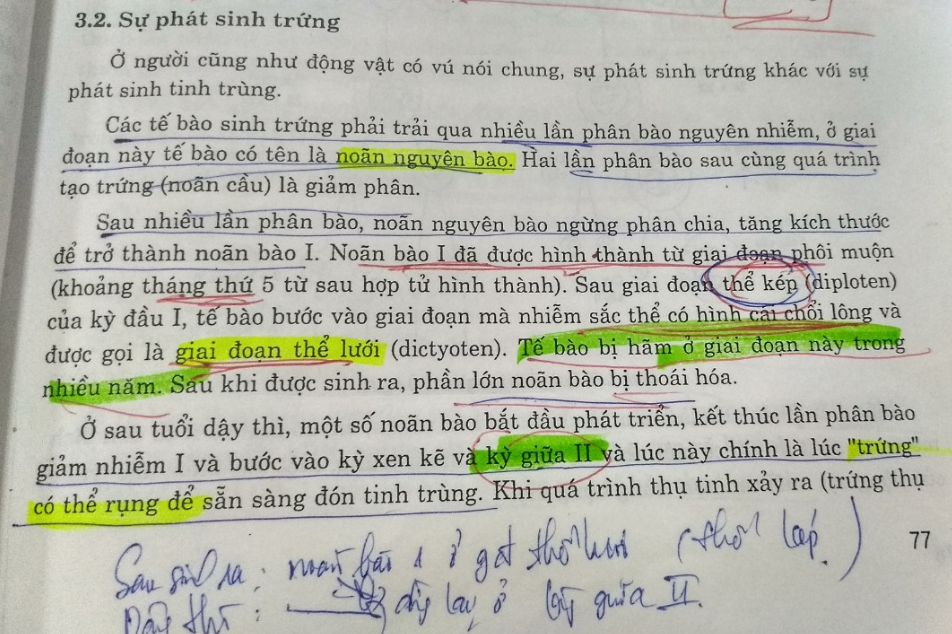 3.2. Sự phát sinh trứng
Ở người cũng như động vật có vú nói chung, sự phát sinh trứng khác với sự
phát sinh tinh trùng.
Các tế bào sinh trứng phải trải qua nhiều lần phân bào nguyên nhiễm, ở giai
đoạn này tế bào có tên là noãn nguyên bào. Hai lần phân bào sau cùng quá trình
tạo trứng (noãn cầu) là giảm phân.
Sau nhiều lần phân bào, noãn nguyên bào ngừng phân chia, tăng kích thước
để trở thành noãn bào I. Noãn bào I đã được hình thành từ giai đoạn phôi muộn
(khoảng tháng thứ 5 từ sau hợp tử hình thành). Sau giai đoạn thể kép (diploten)
của kỳ đầu I, tế bào bước vào giai đoạn mà nhiễm sắc thể có hình cái chổi lông và
được gọi là giai đoạn thể lưới (dictyoten). Tế bào bị hãm ở giai đoạn này trong
nhiều năm. Sau khi được sinh ra, phần lớn noãn bào bị thoái hóa.
Ở sau tuổi dậy thì, một số noãn bào bắt đầu phát triển, kết thúc lần phân bào
giảm nhiễm I và bước vào kỳ xen kẽ và kỳ giữa II và lúc này chính là lúc "trứng"
có thể rụng để sẵn sàng đón tinh trùng. Khi quá trình thụ tinh xảy ra (trứng thụ
77
Sau sinh ra: noãn bào 1 ở gđ thể lưới
Dậy thì: ở kỳ giữa II.